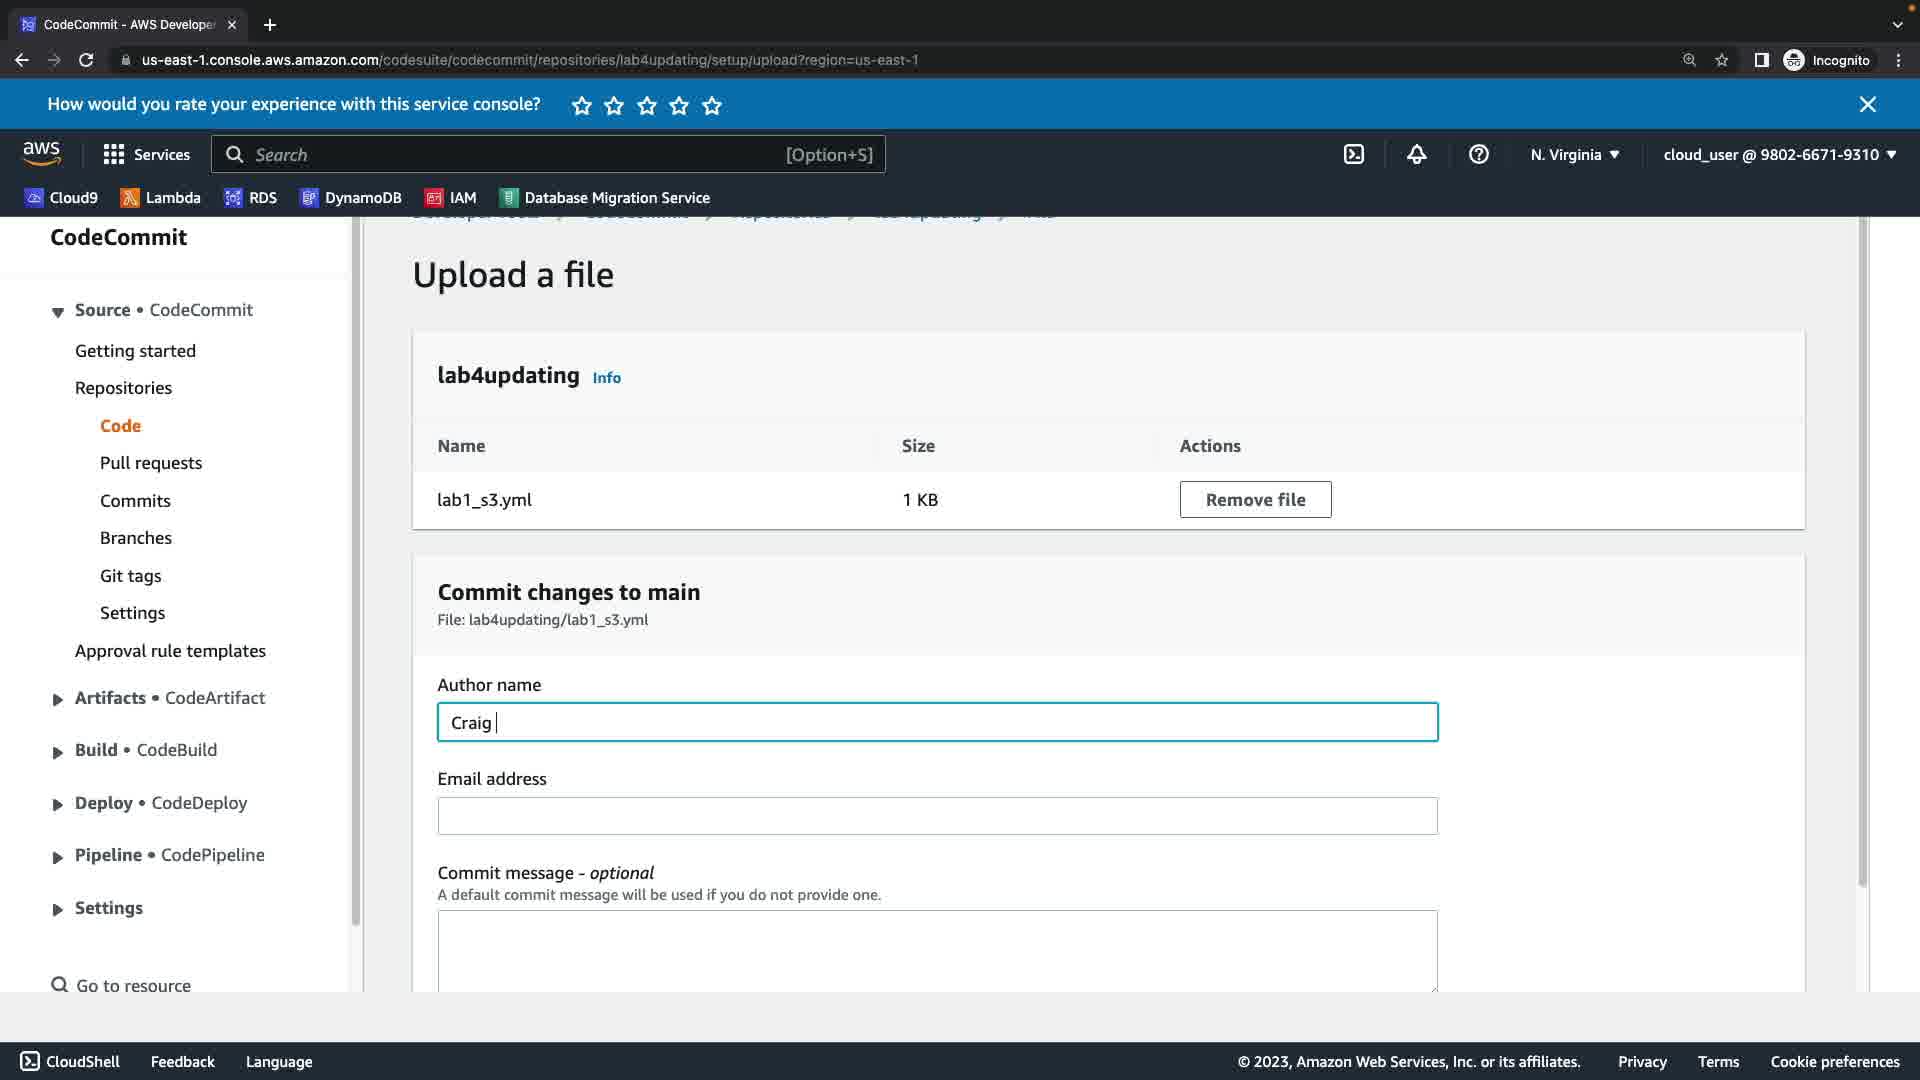 CodeCommit - AWS Developer
us-east-1.console.aws.amazon.com/codesuite/codecommit/repositories/lab4updating/setup/upload?region=us-east-1
Incognito
How would you rate your experience with this service console?
aws
Services
Search
[Option+S]
N. Virginia
cloud_user @ 9802-6671-9310
Cloud9
Lambda
RDS
DynamoDB
IAM
Database Migration Service
CodeCommit
Source • CodeCommit
Getting started
Repositories
Code
Pull requests
Commits
Branches
Git tags
Settings
Approval rule templates
Artifacts • CodeArtifact
Build • CodeBuild
Deploy • CodeDeploy
Pipeline • CodePipeline
Settings
Go to resource
Upload a file
lab4updating Info
Name Size Actions
lab1_s3.yml 1 KB Remove file
Commit changes to main
File: lab4updating/lab1_s3.yml
Author name
Craig
Email address
Commit message - optional
A default commit message will be used if you do not provide one.
CloudShell
Feedback
Language
© 2023, Amazon Web Services, Inc. or its affiliates.
Privacy
Terms
Cookie preferences